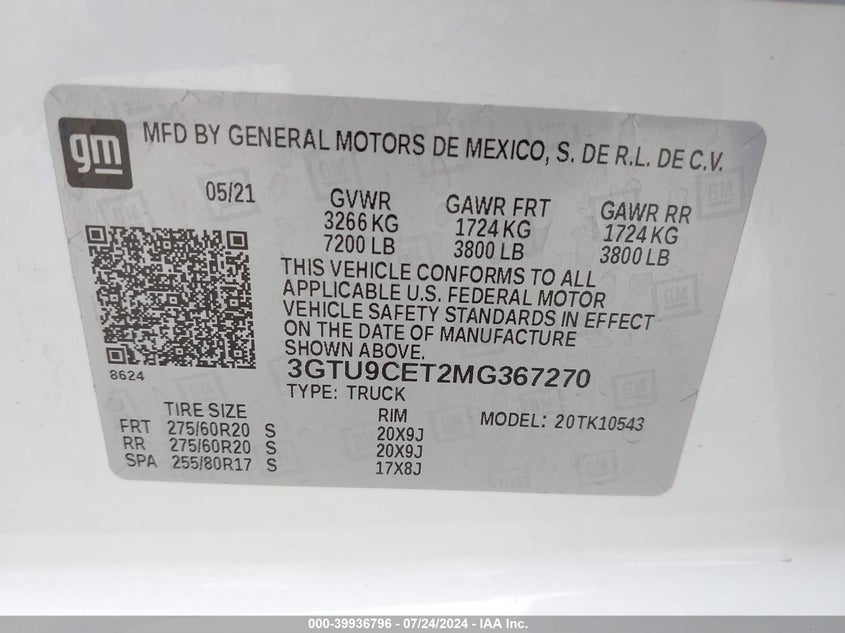 gm
MFD BY GENERAL MOTORS DE MEXICO, S. DE R.L. DE C.V.
05/21
GVWR GAWR FRT GAWR RR
3266 KG 1724 KG 1724 KG
7200 LB 3800 LB 3800 LB
THIS VEHICLE CONFORMS TO ALL
APPLICABLE U.S. FEDERAL MOTOR
VEHICLE SAFETY STANDARDS IN EFFECT
ON THE DATE OF MANUFACTURE
SHOWN ABOVE.
8624
3GTU9CET2MG367270
TYPE: TRUCK
TIRE SIZE RIM MODEL: 20TK10543
FRT 275/60R20 S 20X9J
RR 275/60R20 S 20X9J
SPA 255/80R17 S 17X8J
000-39936796 - 07/24/2024 - IAA Inc.